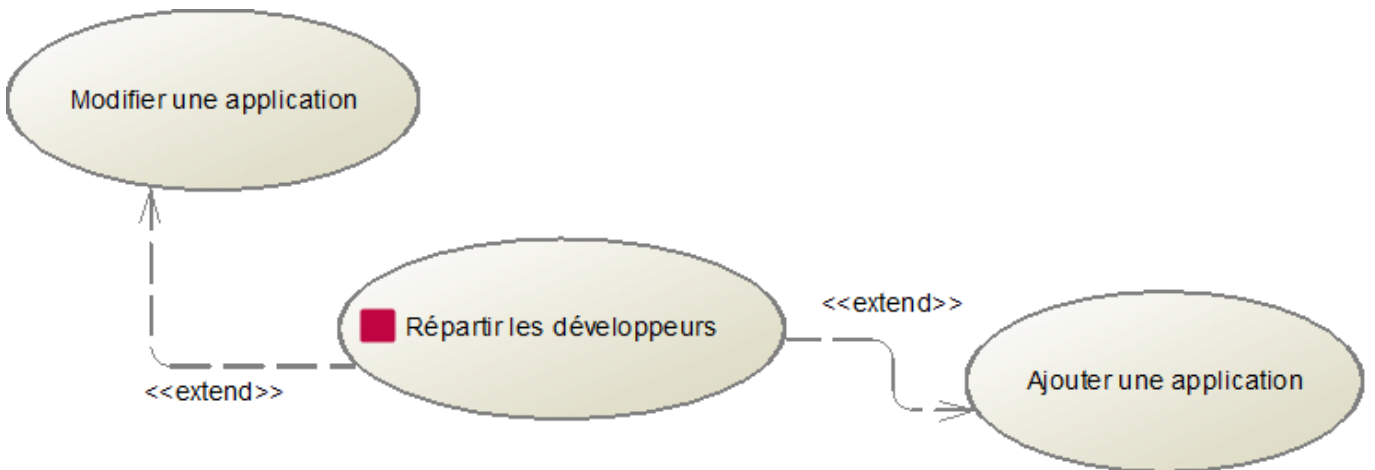 Modifier une application
Répartir les développeurs
<<extend>>
<<extend>>
Ajouter une application